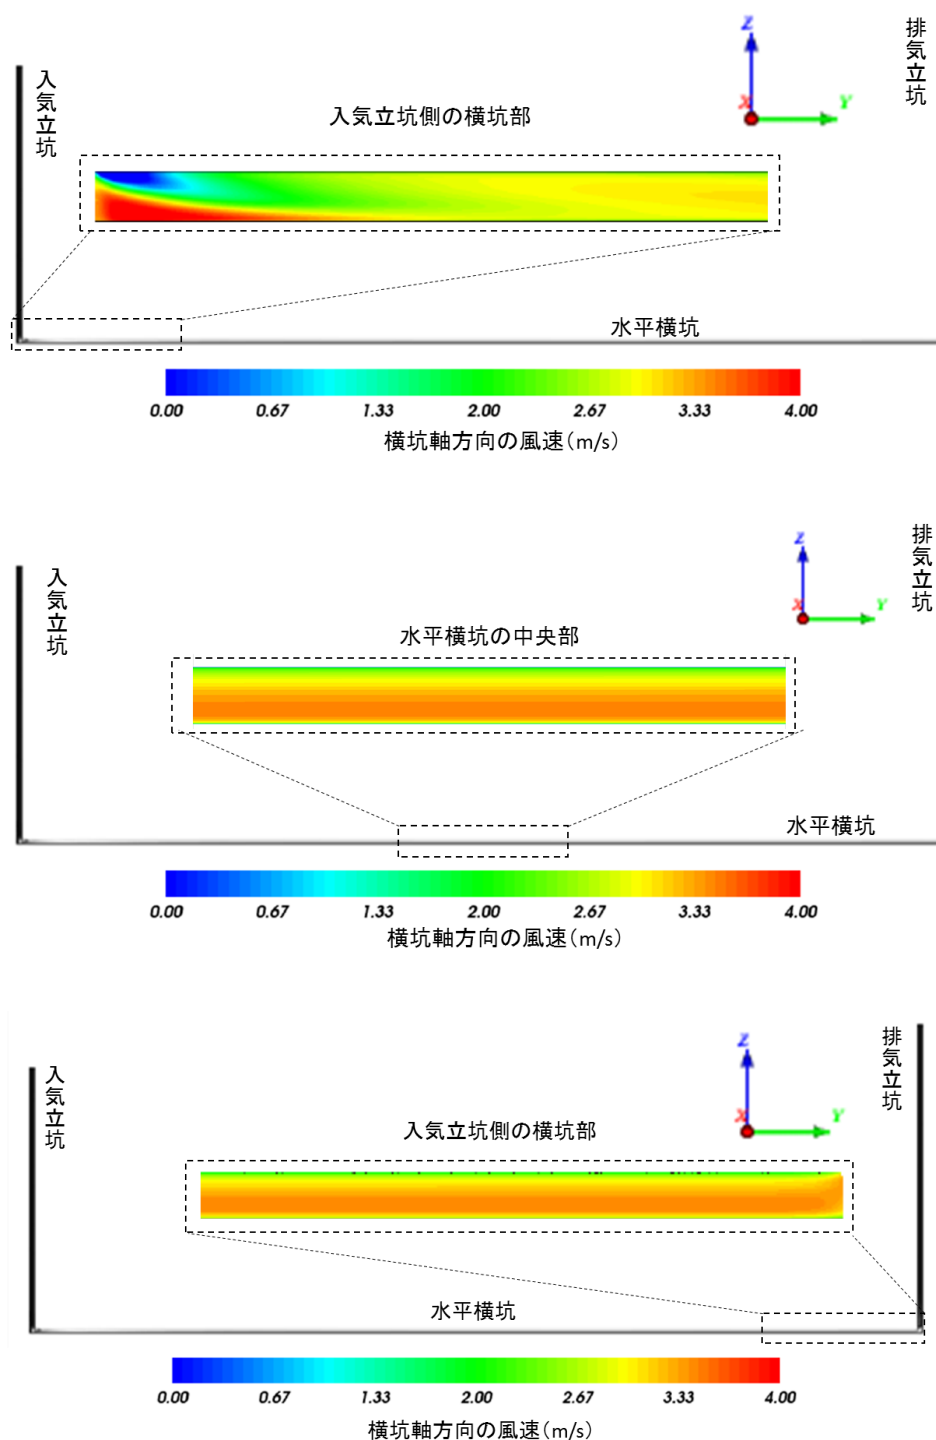 Z
排気立坑
入気立坑
入気立坑側の横坑部
X
Y
水平横坑
0.00 0.67 1.33 2.00 2.67 3.33 4.00
横坑軸方向の風速(m/s)
排気立坑
Z
入気立坑
X
Y
水平横坑の中央部
水平横坑
0.00 0.67 1.33 2.00 2.67 3.33 4.00
横坑軸方向の風速(m/s)
排気立坑
Z
入気立坑
X
Y
入気立坑側の横坑部
水平横坑
0.00 0.67 1.33 2.00 2.67 3.33 4.00
横坑軸方向の風速(m/s)